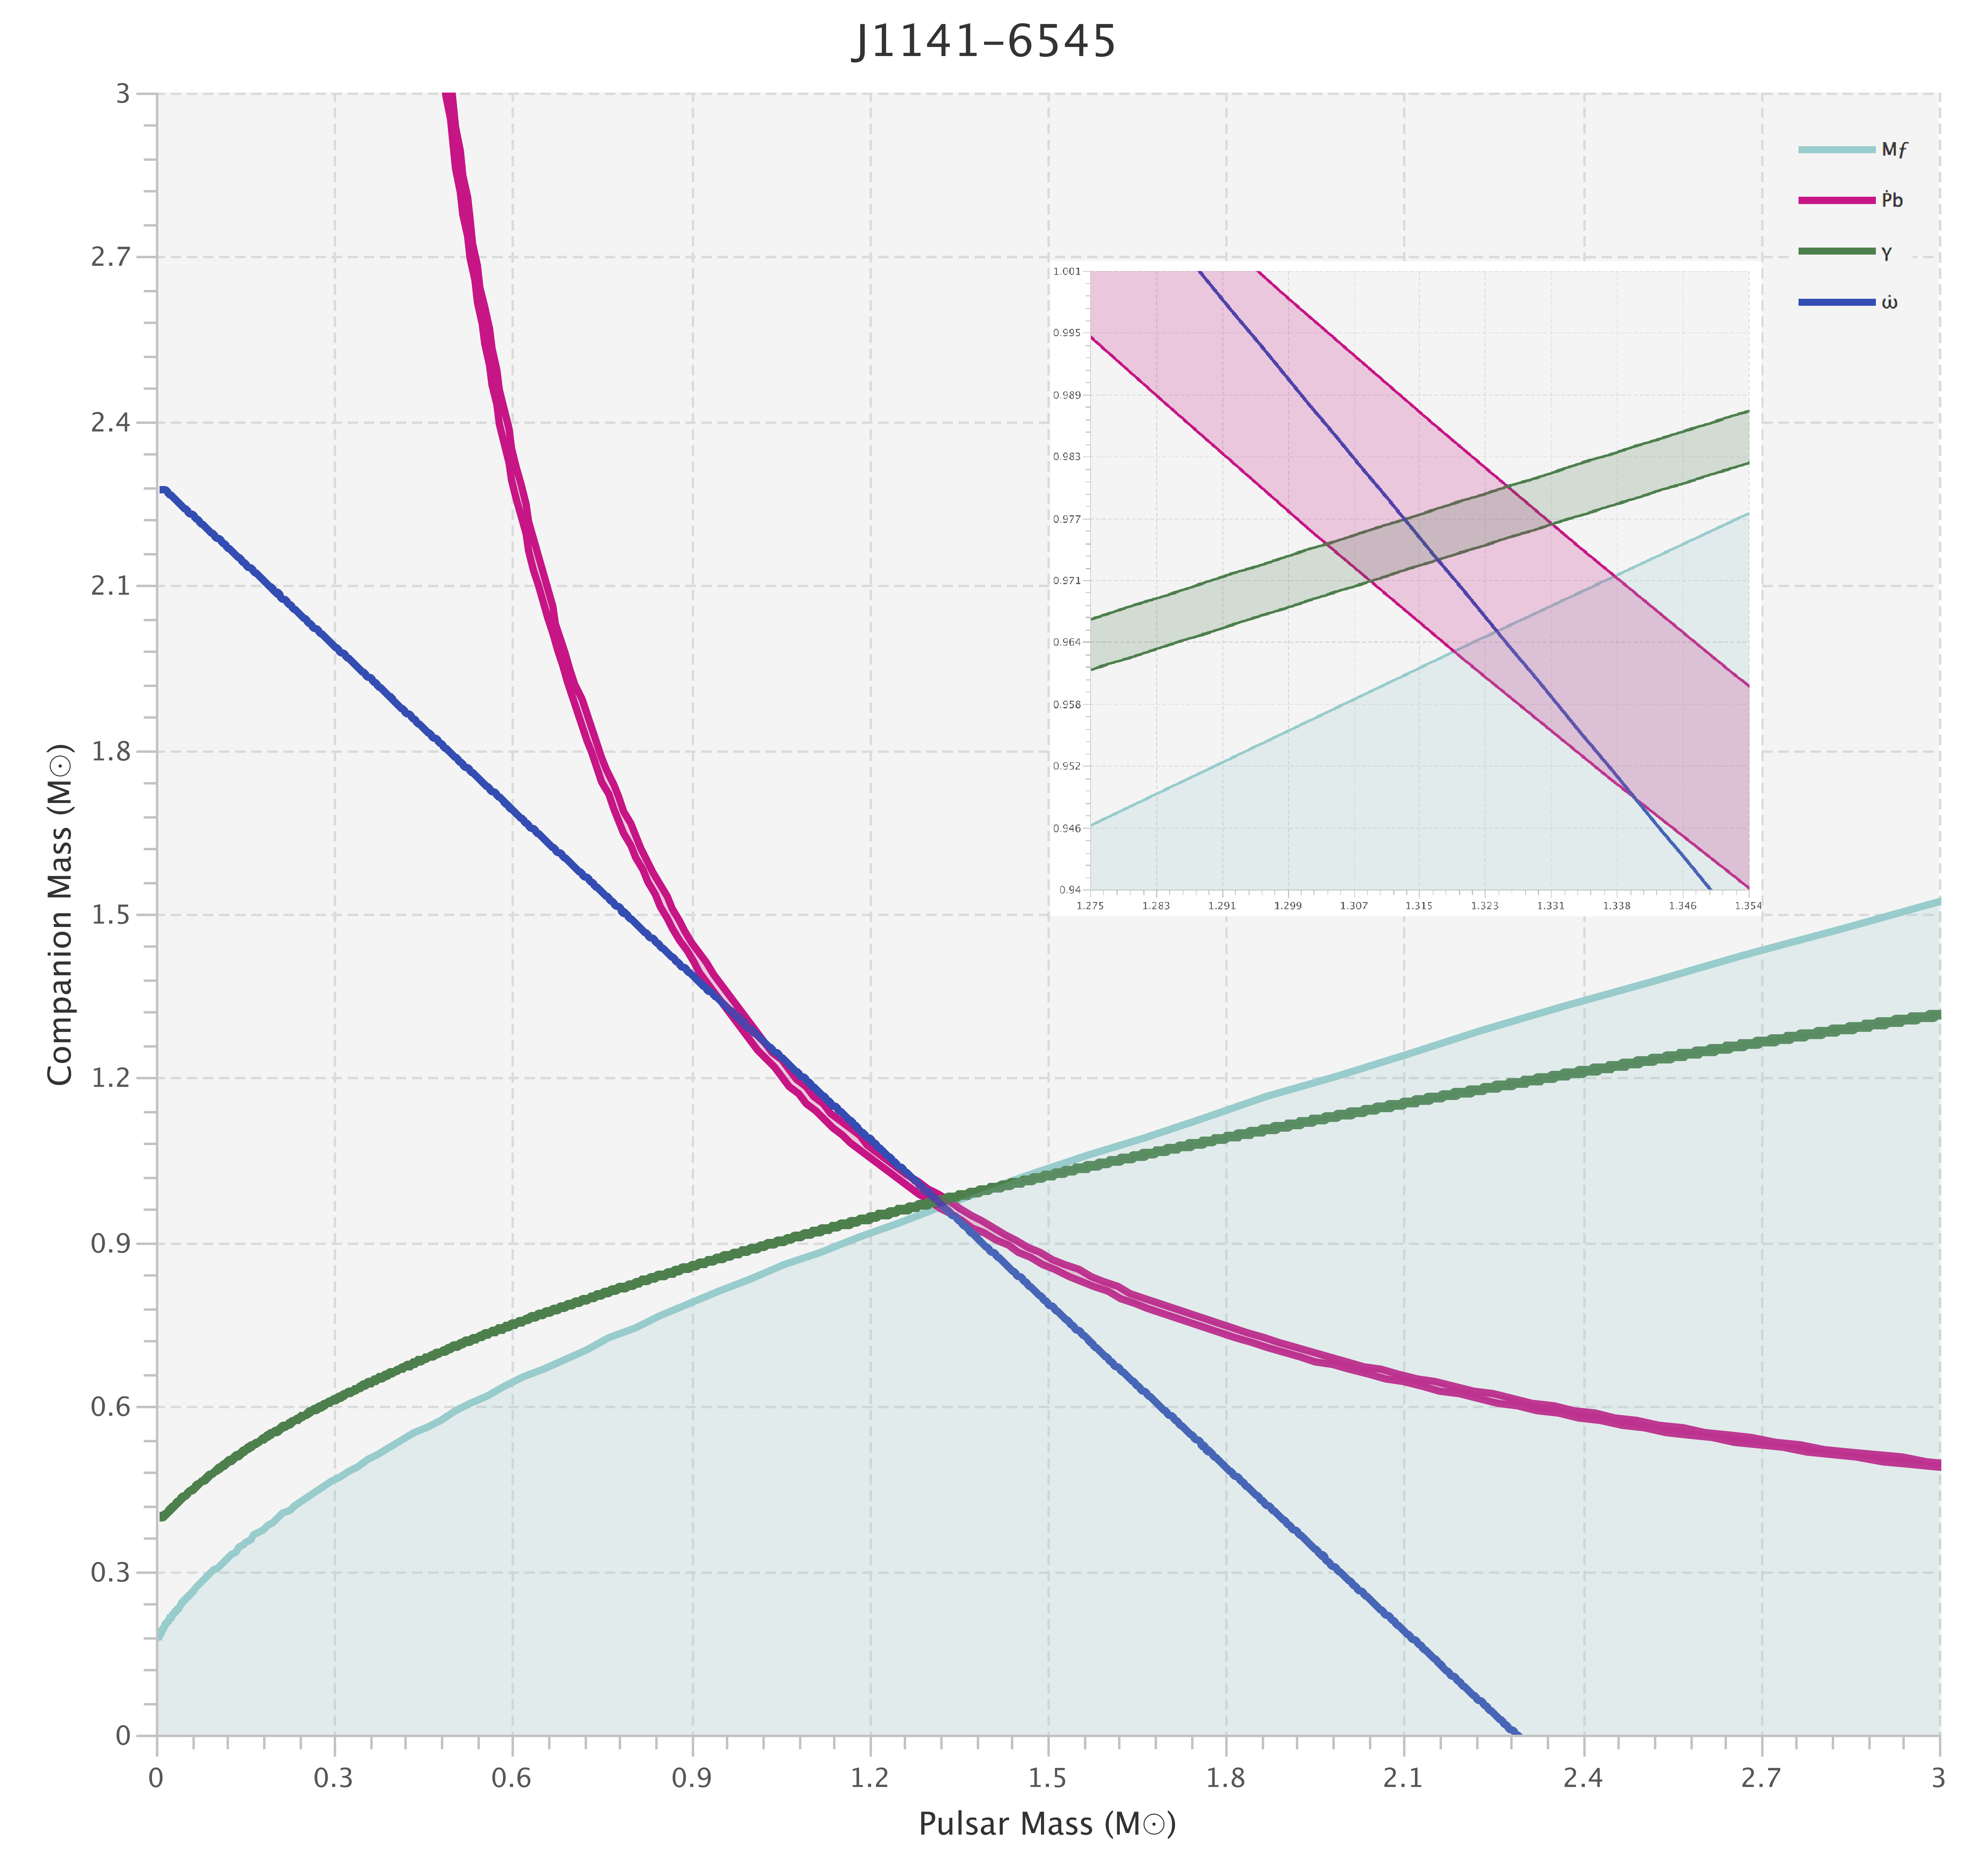 J1141–6545
Companion Mass (M☉)
3
2.7
2.4
2.1
1.8
1.5
1.2
0.9
0.6
0.3
0
Mf
Ṗb
γ
ω̇
1.001
0.995
0.989
0.983
0.977
0.971
0.964
0.958
0.952
0.946
0.94
1.275 1.283 1.291 1.299 1.307 1.315 1.323 1.331 1.338 1.346 1.354
0 0.3 0.6 0.9 1.2 1.5 1.8 2.1 2.4 2.7 3
Pulsar Mass (M☉)